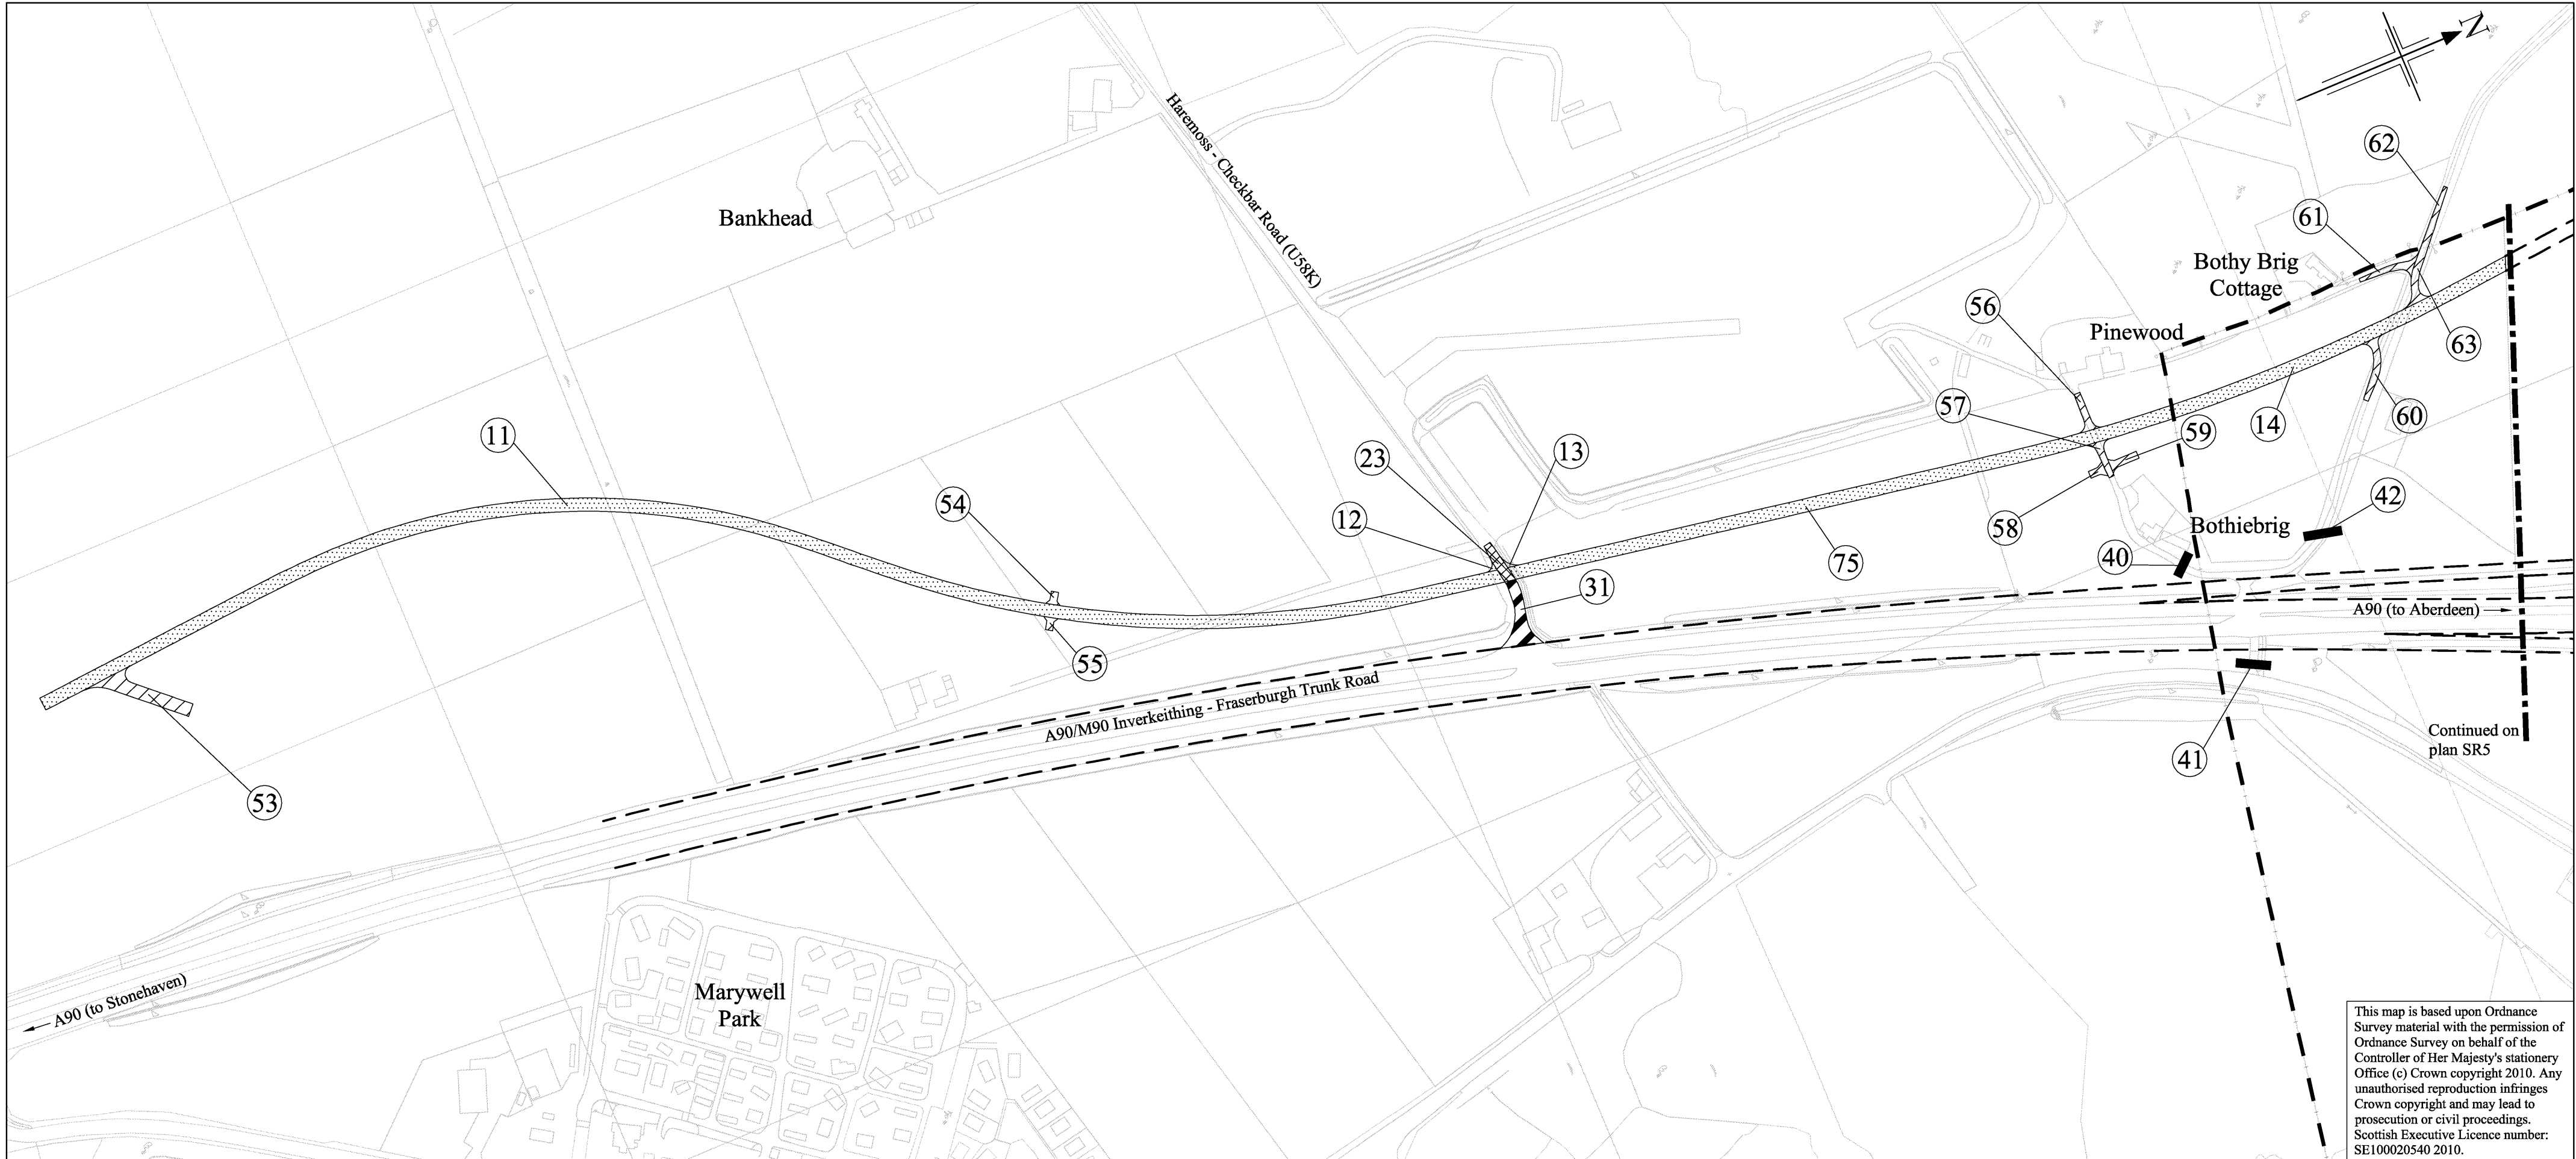 N
62
61
Haremoss - Checkbar Road (U58K)
Bankhead
Bothy Brig
Cottage
56
Pinewood
63
57
60
14
59
11
23
13
54
12
58
42
Bothiebrig
75
40
31
A90 (to Aberdeen)
55
A90/M90 Inverkeithing - Fraserburgh Trunk Road
Continued on
plan SR5
41
53
A90 (to Stonehaven)
Marywell
Park
This map is based upon Ordnance
Survey material with the permission of
Ordnance Survey on behalf of the
Controller of Her Majesty's stationery
Office (c) Crown copyright 2010. Any
unauthorised reproduction infringes
Crown copyright and may lead to
prosecution or civil proceedings.
Scottish Executive Licence number:
SE100020540 2010.